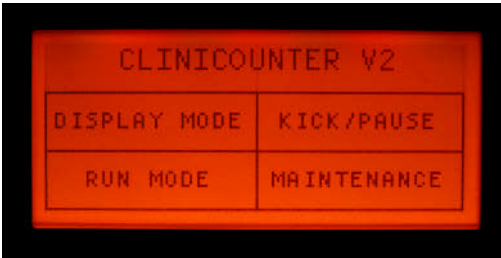 CLINICOUNTER V2
DISPLAY MODE
KICK/PAUSE
RUN MODE
MAINTENANCE